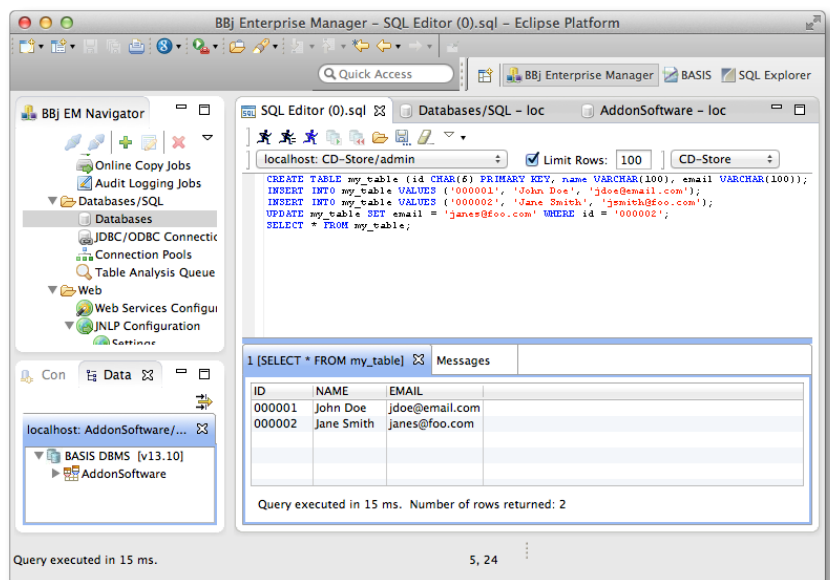 BBj Enterprise Manager – SQL Editor (0).sql – Eclipse Platform
Quick Access
BBj Enterprise Manager
BASIS
SQL Explorer
BBj EM Navigator
Online Copy Jobs
Audit Logging Jobs
Databases/SQL
Databases
JDBC/ODBC Connectic
Connection Pools
Table Analysis Queue
Web
Web Services Configur
JNLP Configuration
Settings
Con
Data
localhost: AddonSoftware/...
BASIS DBMS [v13.10]
AddonSoftware
SQL Editor (0).sql
Databases/SQL – loc
AddonSoftware – loc
localhost: CD-Store/admin
Limit Rows: 100
CD-Store
CREATE TABLE my_table (id CHAR(6) PRIMARY KEY, name VARCHAR(100), email VARCHAR(100));
INSERT INTO my_table VALUES ('000001', 'John Doe', 'jdoe@email.com');
INSERT INTO my_table VALUES ('000002', 'Jane Smith', 'jsmith@foo.com');
UPDATE my_table SET email = 'janes@foo.com' WHERE id = '000002';
SELECT * FROM my_table;
1 [SELECT * FROM my_table]
Messages
ID NAME EMAIL
000001 John Doe jdoe@email.com
000002 Jane Smith janes@foo.com
Query executed in 15 ms. Number of rows returned: 2
Query executed in 15 ms.
5, 24